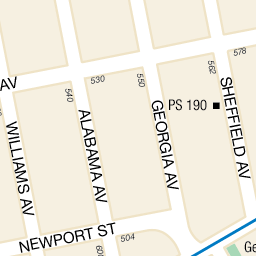 578
562
550
530
540
AV
PS 190
WILLIAMS AV
ALABAMA AV
GEORGIA AV
SHEFFIELD AV
NEWPORT ST
504
Ge